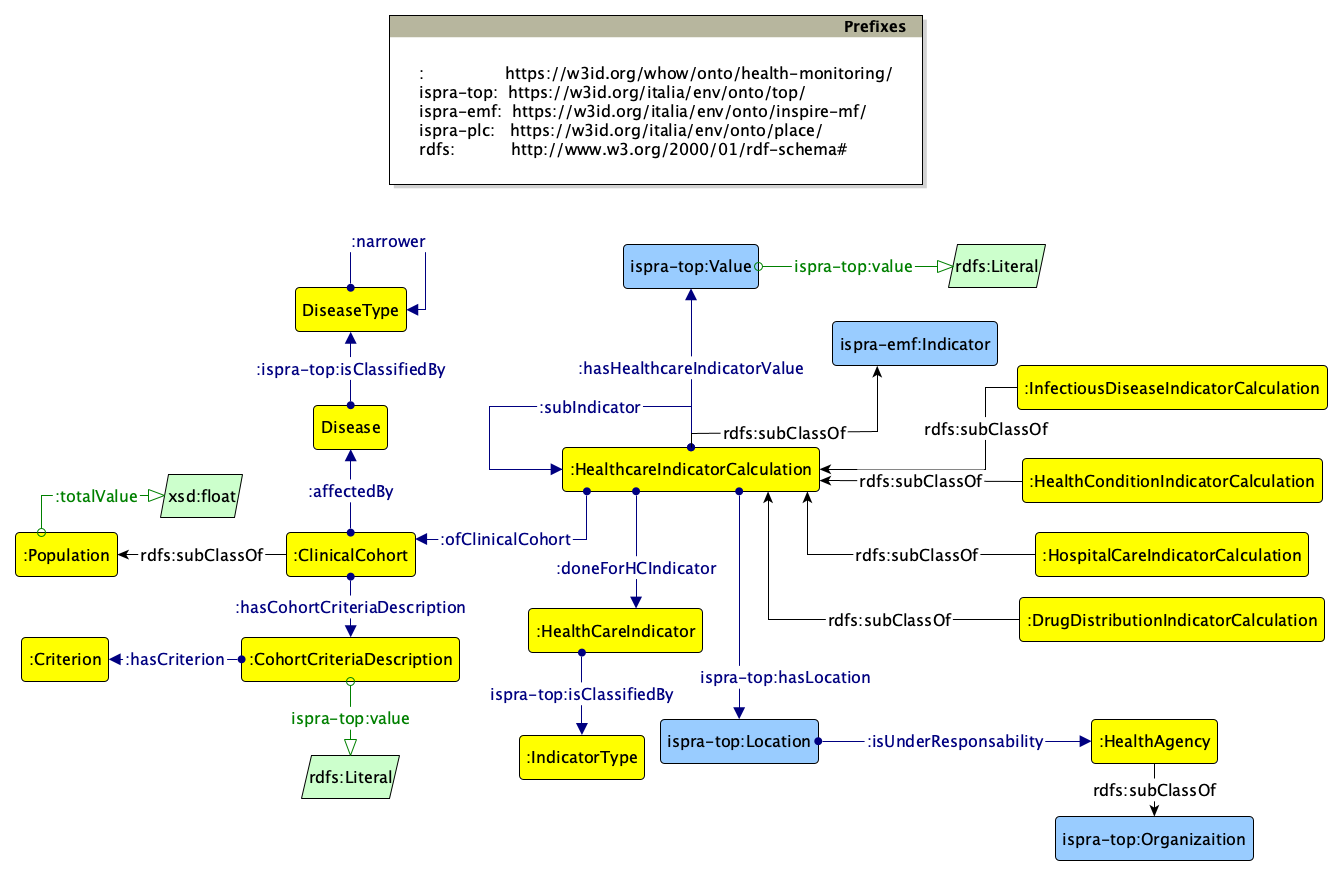 Prefixes
: https://w3id.org/whow/onto/health-monitoring/
ispra-top: https://w3id.org/italia/env/onto/top/
ispra-emf: https://w3id.org/italia/env/onto/inspire-mf/
ispra-plc: https://w3id.org/italia/env/onto/place/
rdfs: http://www.w3.org/2000/01/rdf-schema#
:narrower
ispra-top:Value
ispra-top:value
rdfs:Literal
DiseaseType
ispra-emf:Indicator
:ispra-top:isClassifiedBy
:hasHealthcareIndicatorValue
:InfectiousDiseaseIndicatorCalculation
:subIndicator
Disease
rdfs:subClassOf
rdfs:subClassOf
:HealthcareIndicatorCalculation
rdfs:subClassOf
:HealthConditionIndicatorCalculation
:affectedBy
:totalValue
xsd:float
:ofClinicalCohort
:Population
rdfs:subClassOf
:ClinicalCohort
rdfs:subClassOf
:HospitalCareIndicatorCalculation
:doneForHCIndicator
:hasCohortCriteriaDescription
rdfs:subClassOf
:DrugDistributionIndicatorCalculation
:HealthCareIndicator
:Criterion
:hasCriterion
:CohortCriteriaDescription
ispra-top:hasLocation
ispra-top:isClassifiedBy
ispra-top:value
ispra-top:Location
:isUnderResponsability
:HealthAgency
:IndicatorType
rdfs:Literal
rdfs:subClassOf
ispra-top:Organizaition